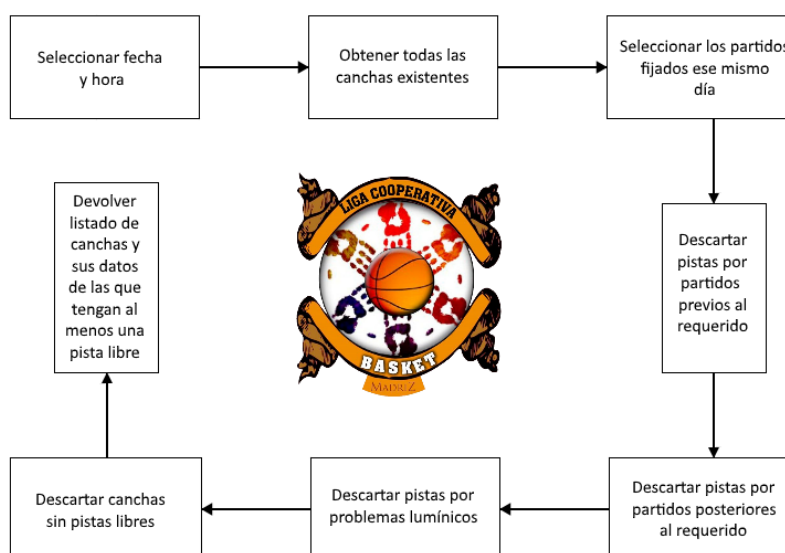 Seleccionar fecha
y hora
Obtener todas las
canchas existentes
Seleccionar los partidos
fijados ese mismo
día
Descartar pistas por
partidos
previos al
requerido
Descartar pistas por
partidos posteriores
al requerido
Descartar pistas por
problemas lumínicos
Descartar canchas
sin pistas libres
Devolver
listado de
canchas y
sus datos
de las que
tengan al
menos una
pista libre
LIGA COOPERATIVA
BASKET
MADRIZ